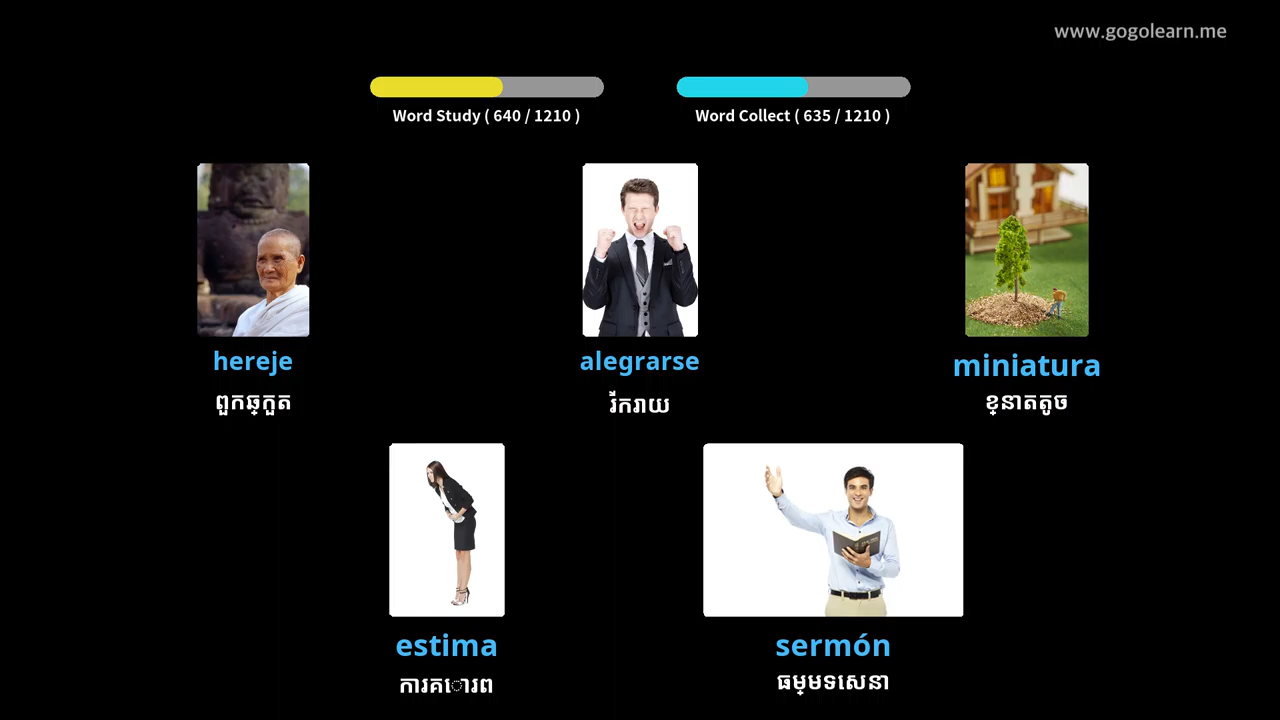 www.gogolearn.me
Word Study ( 640 / 1210 )
Word Collect ( 635 / 1210 )
hereje
ពួកឆ្កួត
alegrarse
រីករាយ
miniatura
ខ្នាតតូច
estima
ការគោរព
sermón
ធម្មទេសនា